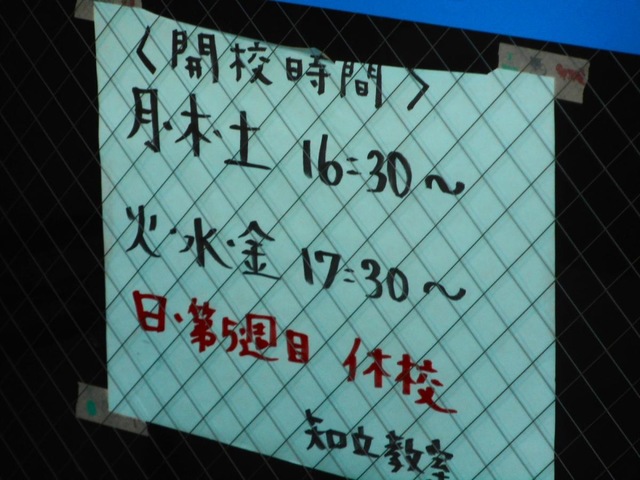 〈開校時間〉
月・木・土 16:30〜
火・水・金 17:30〜
日・第5週目 休校
知立教室